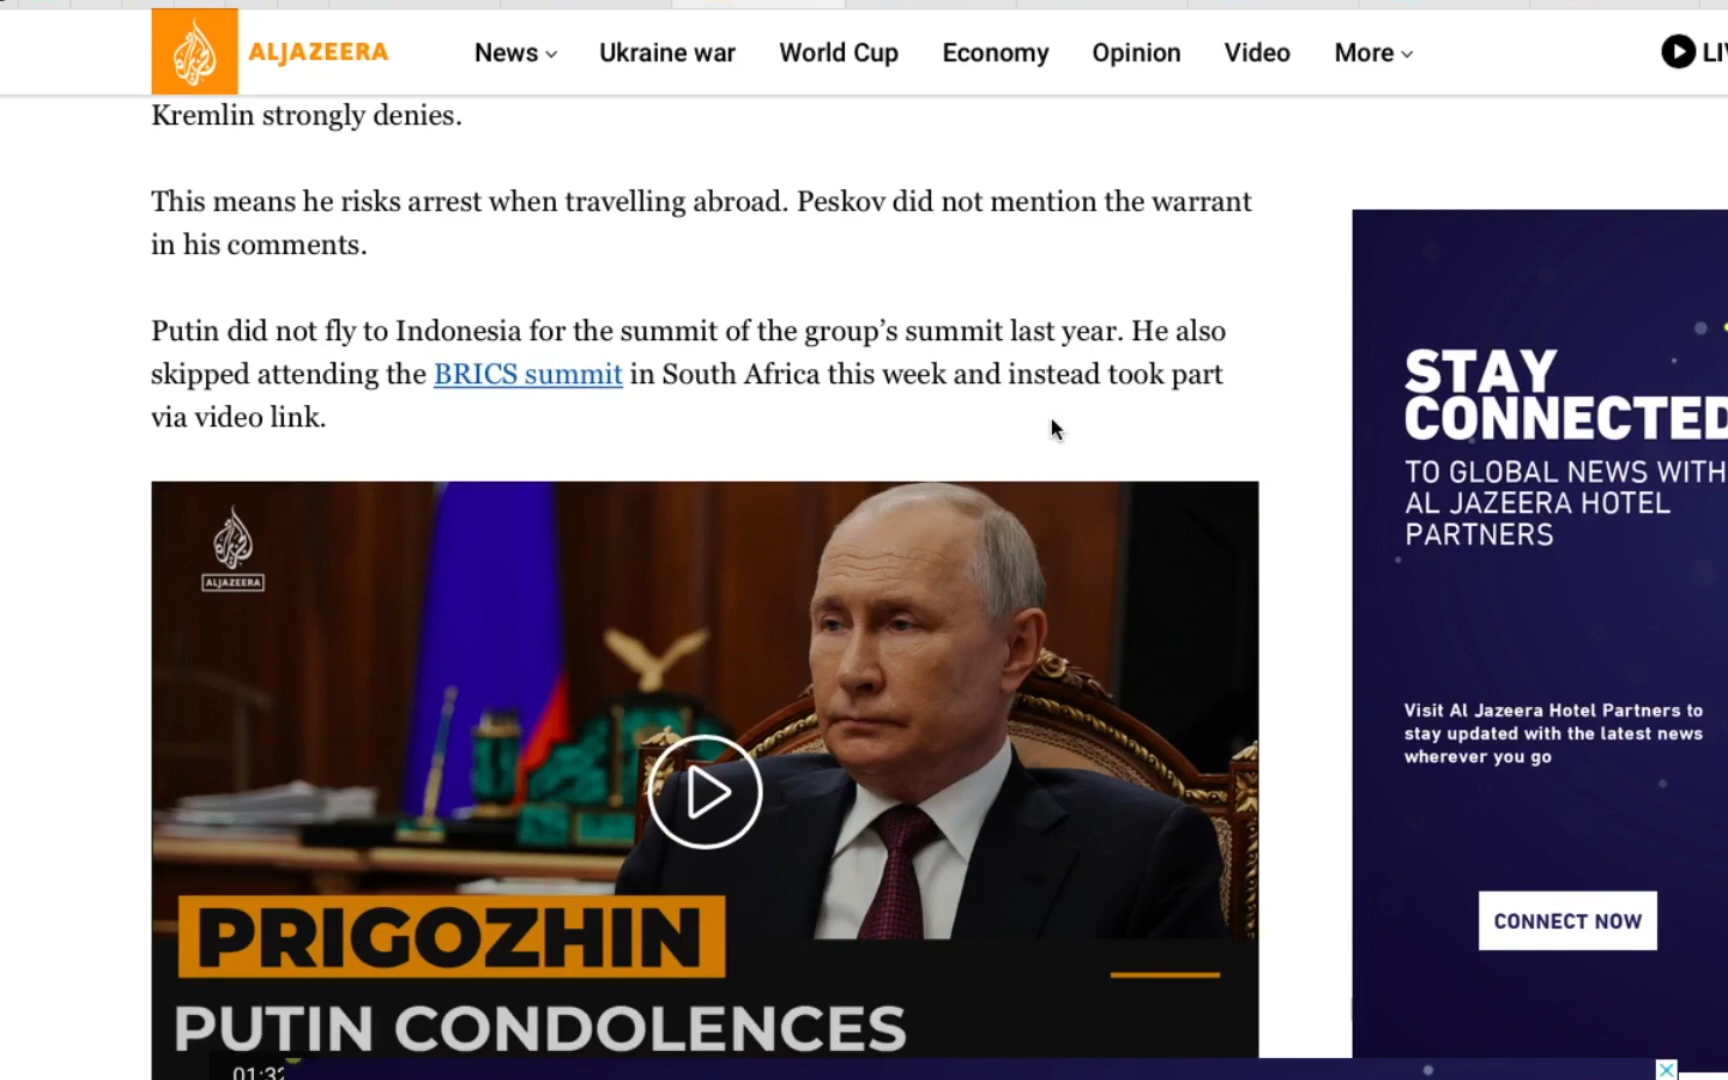 ALJAZEERA
News
Ukraine war
World Cup
Economy
Opinion
Video
More
Kremlin strongly denies.
This means he risks arrest when travelling abroad. Peskov did not mention the warrant
in his comments.
Putin did not fly to Indonesia for the summit of the group’s summit last year. He also
skipped attending the BRICS summit in South Africa this week and instead took part
via video link.
ALJAZEERA
PRIGOZHIN
PUTIN CONDOLENCES
STAY
CONNECTED
TO GLOBAL NEWS WITH
AL JAZEERA HOTEL
PARTNERS
Visit Al Jazeera Hotel Partners to
stay updated with the latest news
wherever you go
CONNECT NOW